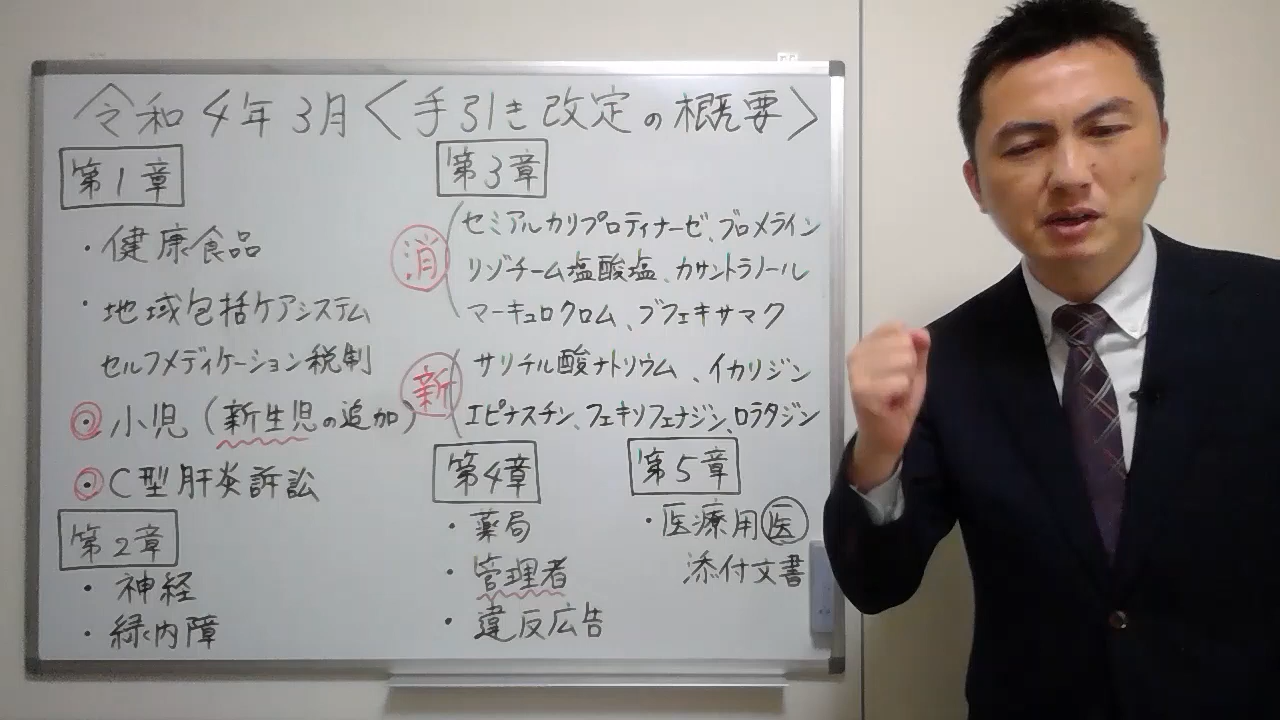 令和4年3月〈手引き改定の概要〉
第1章
・健康食品
・地域包括ケアシステム
セルフメディケーション税制
◎小児(新生児の追加)
◎C型肝炎訴訟
第2章
・神経
・緑内障
第3章
消
セミアルカリプロティナーゼ、ブロメライン
リゾチーム塩酸塩、カサントラノール
マーキュロクロム、ブフェキサマク
新
サリチル酸ナトリウム、イカリジン
エピナスチン、フェキソフェナジン、ロラタジン
第4章
・薬局
・管理者
・違反広告
第5章
・医療用医
添付文書